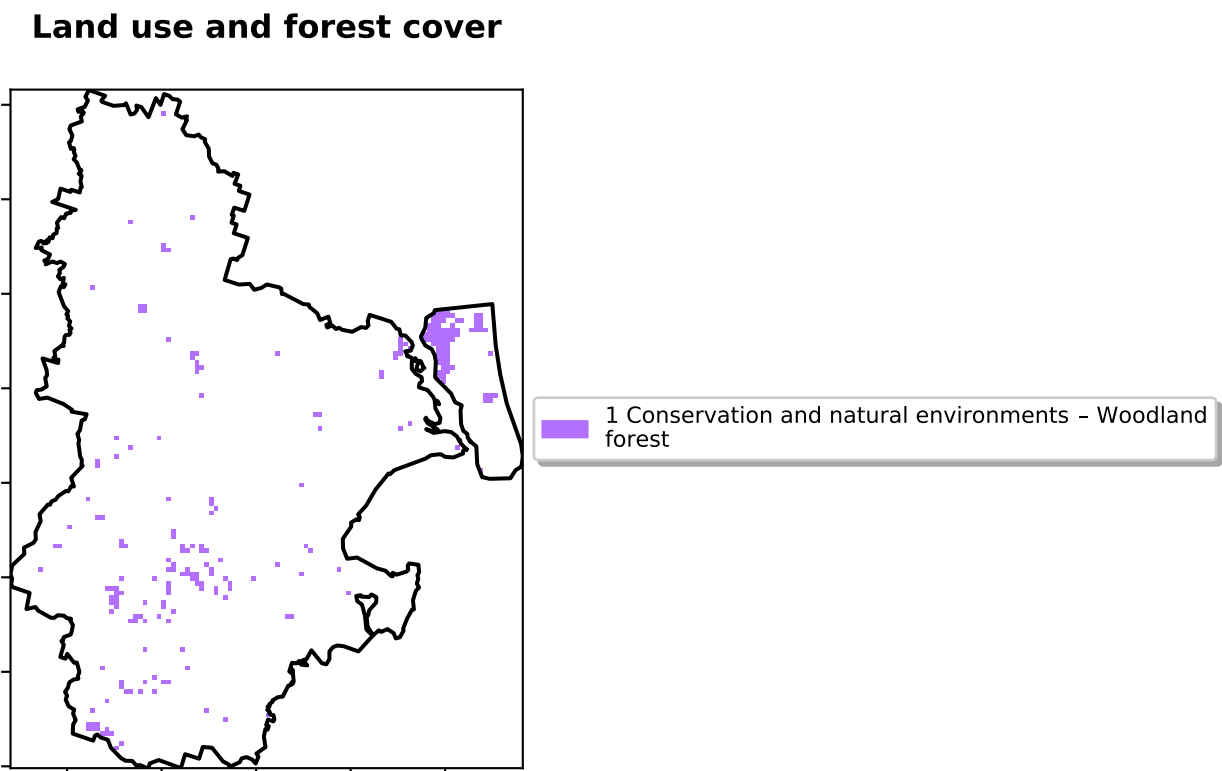 Land use and forest cover
1 Conservation and natural environments – Woodland
forest